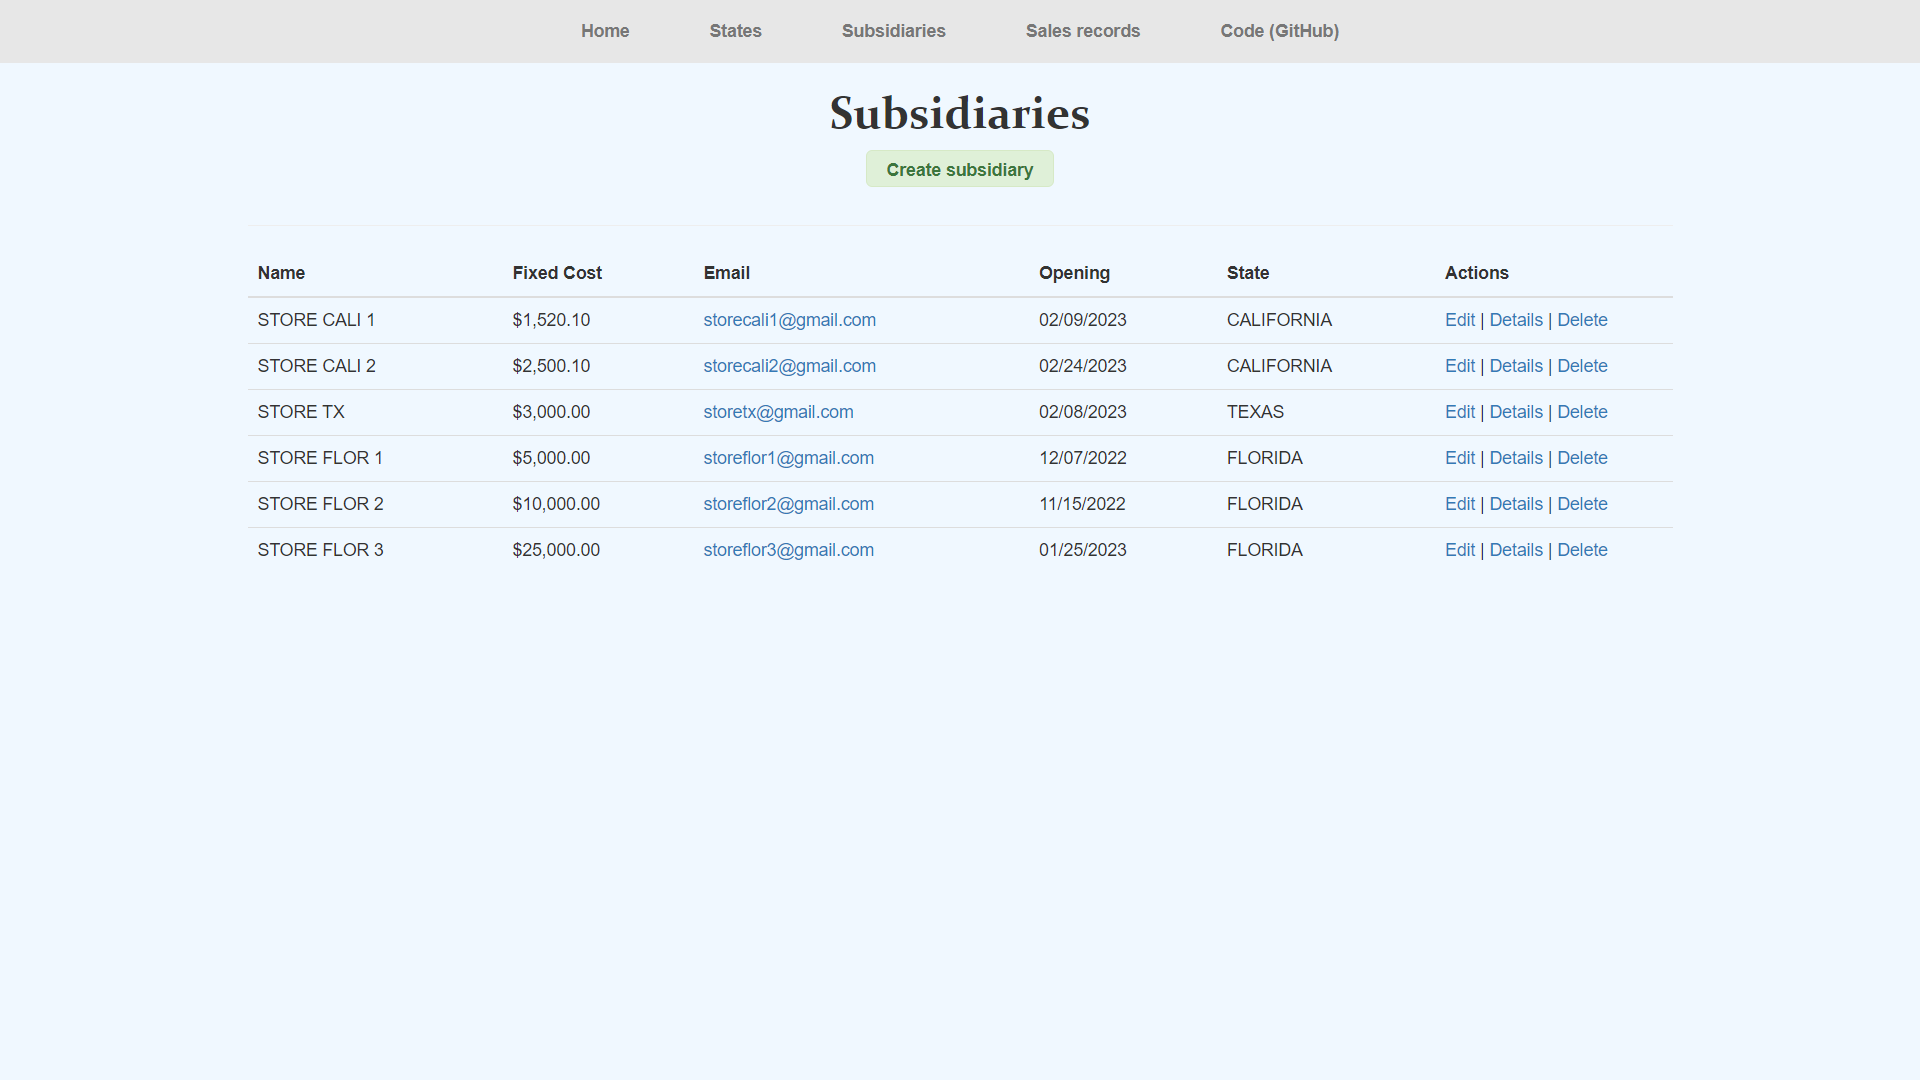 Home States Subsidiaries Sales records Code (GitHub)
Subsidiaries
Create subsidiary
Name Fixed Cost Email Opening State Actions
STORE CALI 1 $1,520.10 storecali1@gmail.com 02/09/2023 CALIFORNIA Edit | Details | Delete
STORE CALI 2 $2,500.10 storecali2@gmail.com 02/24/2023 CALIFORNIA Edit | Details | Delete
STORE TX $3,000.00 storetx@gmail.com 02/08/2023 TEXAS Edit | Details | Delete
STORE FLOR 1 $5,000.00 storeflor1@gmail.com 12/07/2022 FLORIDA Edit | Details | Delete
STORE FLOR 2 $10,000.00 storeflor2@gmail.com 11/15/2022 FLORIDA Edit | Details | Delete
STORE FLOR 3 $25,000.00 storeflor3@gmail.com 01/25/2023 FLORIDA Edit | Details | Delete